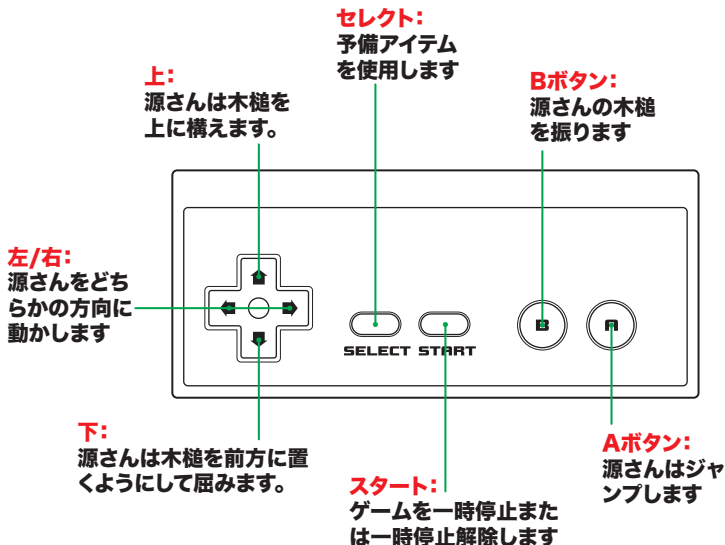 セレクト：
予備アイテム
を使用します
上：
源さんは木槌を
上に構えます。
Bボタン：
源さんの木槌
を振ります
左/右：
源さんをどち
らかの方向に
動かします
SELECT START
B
A
下：
源さんは木槌を前方に置
くようにして屈みます。
スタート：
ゲームを一時停止また
は一時停止解除します
Aボタン：
源さんはジャ
ンプします